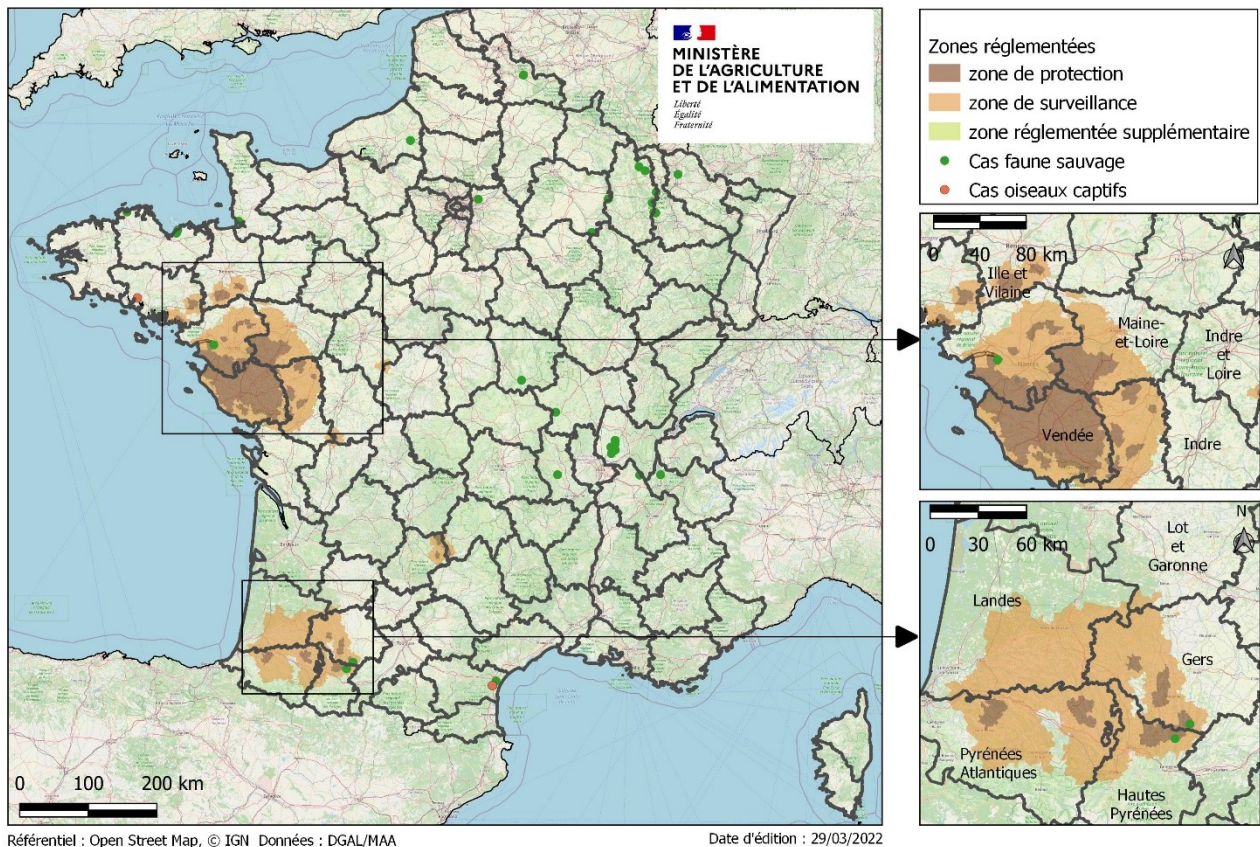 MINISTÈRE
DE L'AGRICULTURE
ET DE L'ALIMENTATION
Liberté
Égalité
Fraternité
0 100 200 km
Référentiel : Open Street Map, © IGN Données : DGAL/MAA
Date d'édition : 29/03/2022
Zones réglementées
zone de protection
zone de surveillance
zone réglementée supplémentaire
Cas faune sauvage
Cas oiseaux captifs
N
0 40 80 km
Ille et
Vilaine
Maine-
et-Loire
Indre
et
Loire
Vendée
Indre
N
0 30 60 km
Lot
et
Garonne
Landes
Gers
Pyrénées
Atlantiques
Hautes
Pyrénées